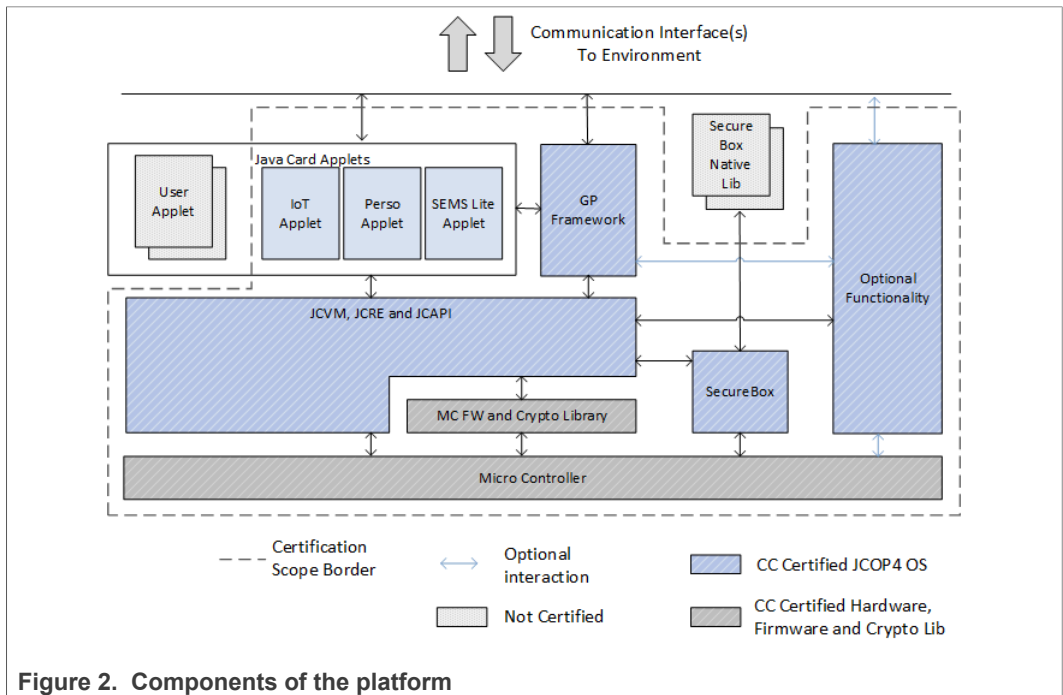 Communication Interface(s)
To Environment
Secure
Box
Native
Lib
Java Card Applets
User
Applet
IoT
Applet
Perso
Applet
SEMS Lite
Applet
GP
Framework
Optional
Functionality
JCVM, JCRE and JCAPI
SecureBox
MC FW and Crypto Library
Micro Controller
Certification
Scope Border
Optional
interaction
CC Certified JCOP4 OS
Not Certified
CC Certified Hardware,
Firmware and Crypto Lib
Figure 2. Components of the platform